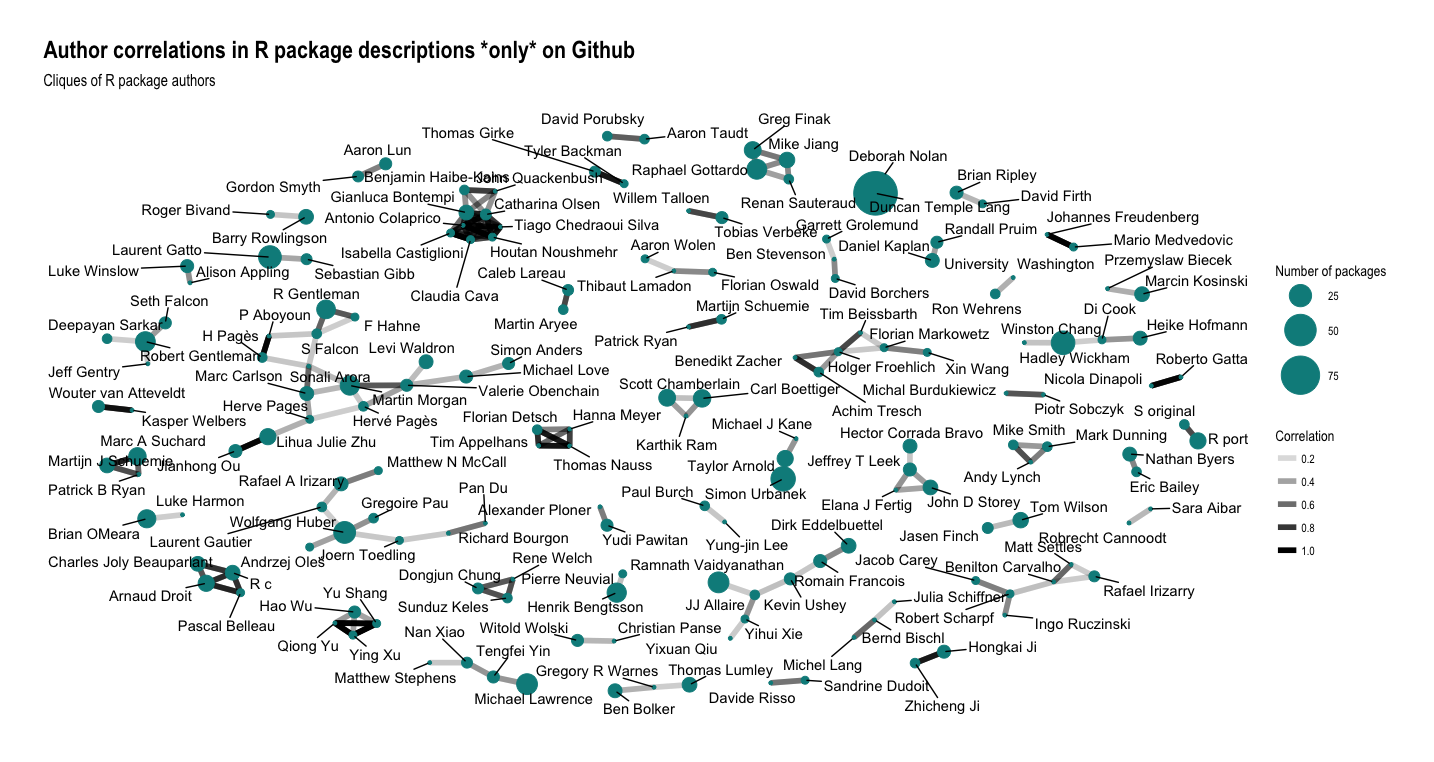 Author correlations in R package descriptions *only* on Github
Cliques of R package authors
David Porubsky
Greg Finak
Thomas Girke
Aaron Taudt
Mike Jiang
Aaron Lun
Tyler Backman
Deborah Nolan
Raphael Gottardo
Benjamin Haibe-Kains
John Quackenbush
Brian Ripley
Gordon Smyth
Gianluca Bontempi
Willem Talloen
David Firth
Catharina Olsen
Renan Sauteraud
Duncan Temple Lang
Roger Bivand
Antonio Colaprico
Tiago Chedraoui Silva
Johannes Freudenberg
Garrett Grolemund
Randall Pruim
Tobias Verbeke
Barry Rowlingson
Mario Medvedovic
Laurent Gatto
Isabella Castiglioni
Houtan Noushmehr
Aaron Wolen
Ben Stevenson
Daniel Kaplan
Przemyslaw Biecek
University Washington
Luke Winslow
Alison Appling
Sebastian Gibb
Caleb Lareau
Thibaut Lamadon
Florian Oswald
Marcin Kosinski
Seth Falcon
R Gentleman
Claudia Cava
David Borchers
Martijn Schuemie
Ron Wehrens
Di Cook
P Aboyoun
Tim Beissbarth
Deepayan Sarkar
F Hahne
Martin Aryee
Winston Chang
Heike Hofmann
H Pagès
Patrick Ryan
Florian Markowetz
S Falcon
Levi Waldron
Simon Anders
Robert Gentleman
Benedikt Zacher
Hadley Wickham
Roberto Gatta
Jeff Gentry
Marc Carlson
Sonali Arora
Michael Love
Holger Froehlich
Xin Wang
Nicola Dinapoli
Scott Chamberlain
Carl Boettiger
Wouter van Atteveldt
Valerie Obenchain
Michal Burdukiewicz
Martin Morgan
Herve Pages
Achim Tresch
Piotr Sobczyk
S original
Kasper Welbers
Hervé Pagès
Florian Detsch
Hanna Meyer
Michael J Kane
Hector Corrada Bravo
Mike Smith
Mark Dunning
R port
Marc A Suchard
Lihua Julie Zhu
Tim Appelhans
Karthik Ram
Martijn J Schuemie
Jianhong Ou
Matthew N McCall
Thomas Nauss
Taylor Arnold
Jeffrey T Leek
Nathan Byers
Patrick B Ryan
Rafael A Irizarry
Pan Du
Andy Lynch
Eric Bailey
Luke Harmon
Gregoire Pau
Paul Burch
Simon Urbanek
Elana J Fertig
John D Storey
Tom Wilson
Sara Aibar
Alexander Ploner
Wolfgang Huber
Dirk Eddelbuettel
Brian OMeara
Laurent Gautier
Richard Bourgon
Yudi Pawitan
Yung-jin Lee
Jasen Finch
Robrecht Cannoodt
Matt Settles
Joern Toedling
Charles Joly Beauparlant
Andrzej Oleś
Rene Welch
Jacob Carey
Benilton Carvalho
Dongjun Chung
Pierre Neuvial
Ramnath Vaidyanathan
Romain Francois
R c
Rafael Irizarry
Arnaud Droit
Yu Shang
Hao Wu
Sunduz Keles
Henrik Bengtsson
JJ Allaire
Kevin Ushey
Julia Schiffner
Robert Scharpf
Pascal Belleau
Nan Xiao
Witold Wolski
Christian Panse
Yihui Xie
Ingo Ruczinski
Qiong Yu
Ying Xu
Tengfei Yin
Yixuan Qiu
Bernd Bischl
Hongkai Ji
Matthew Stephens
Gregory R Warnes
Thomas Lumley
Michel Lang
Michael Lawrence
Davide Risso
Sandrine Dudoit
Ben Bolker
Zhicheng Ji
Number of packages
25
50
75
Correlation
0.2
0.4
0.6
0.8
1.0